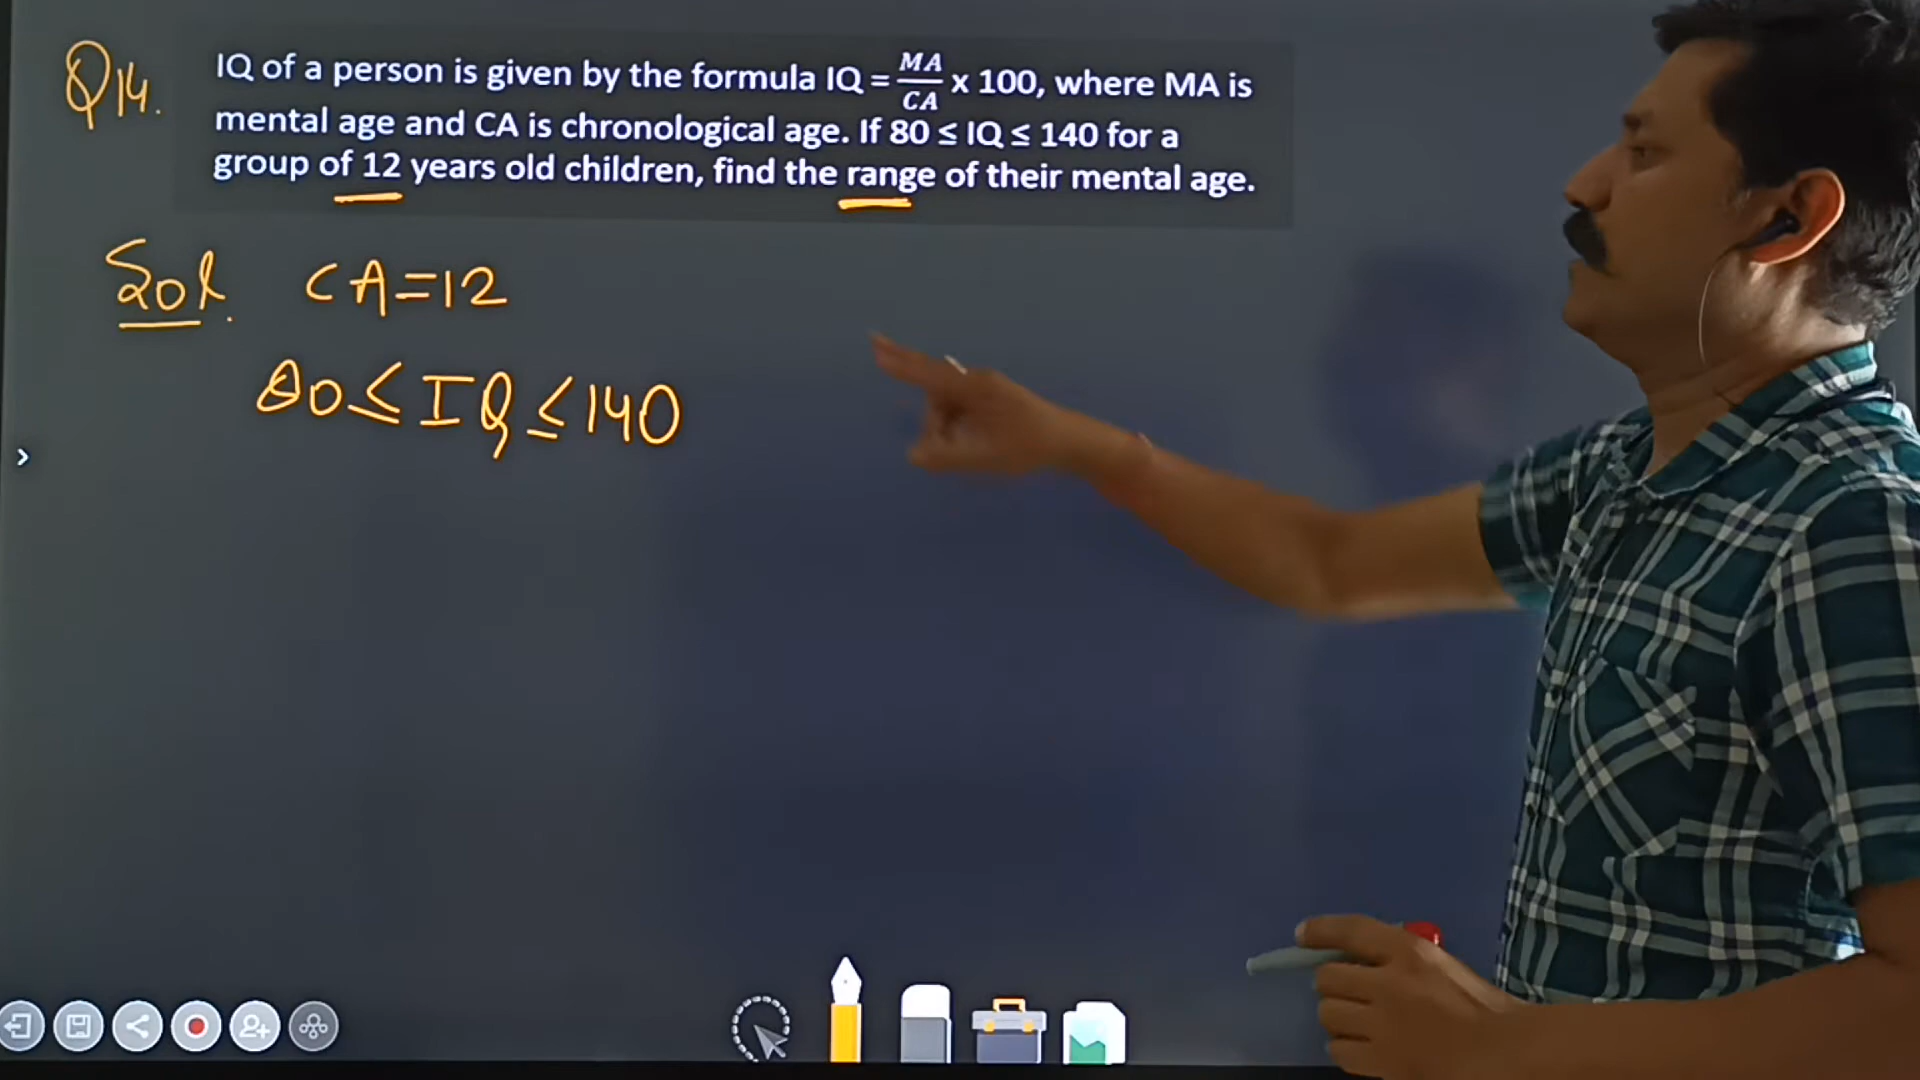 Q14.
IQ of a person is given by the formula IQ = MA/CA x 100, where MA is
mental age and CA is chronological age. If 80 ≤ IQ ≤ 140 for a
group of 12 years old children, find the range of their mental age.
Sol. CA=12
80 ≤ IQ ≤ 140